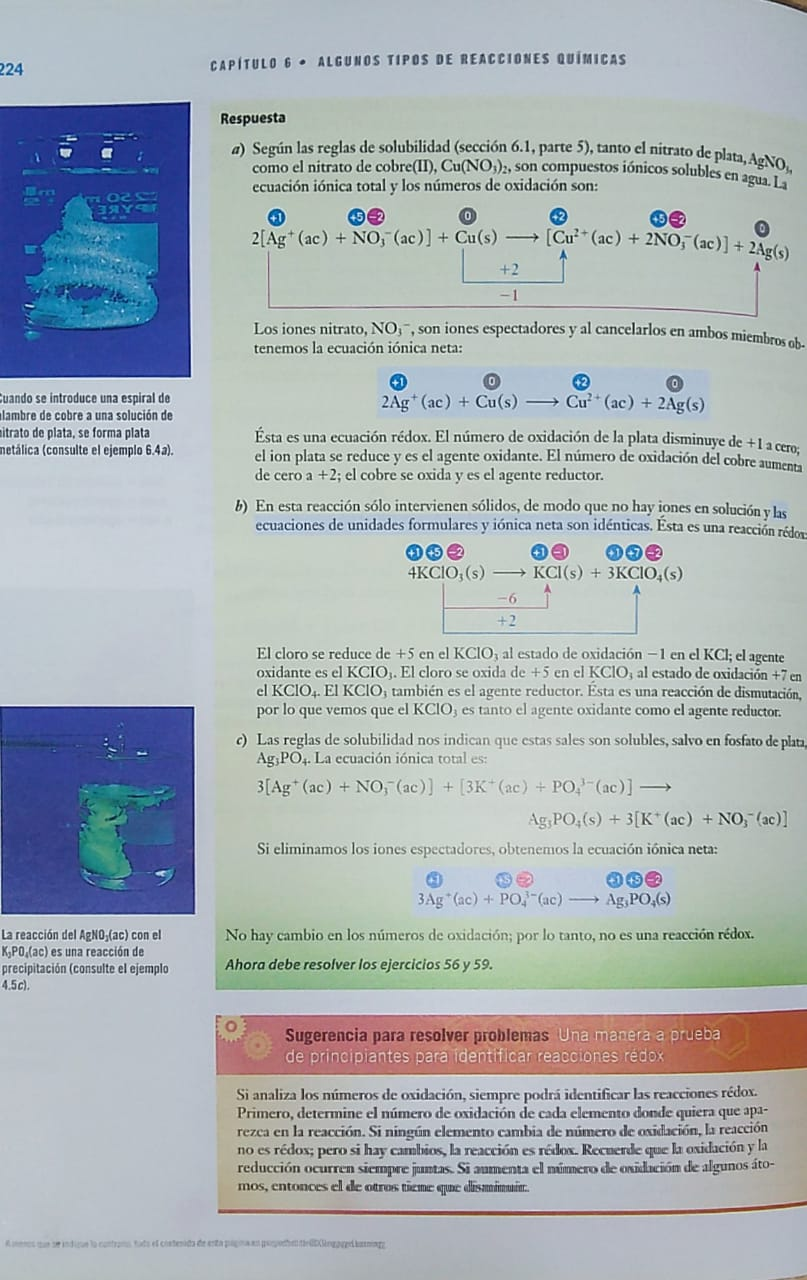 224
CAPÍTULO 6 • ALGUNOS TIPOS DE REACCIONES QUÍMICAS
Respuesta
a) Según las reglas de solubilidad (sección 6.1, parte 5), tanto el nitrato de plata, AgNO₃,
como el nitrato de cobre(II), Cu(NO₃)₂, son compuestos iónicos solubles en agua. La
ecuación iónica total y los números de oxidación son:
+1 +5 −2 0 +2 +5 −2 0
2[Ag⁺(ac) + NO₃⁻(ac)] + Cu(s) ⟶ [Cu²⁺(ac) + 2NO₃⁻(ac)] + 2Ag(s)
+2
−1
Los iones nitrato, NO₃⁻, son iones espectadores y al cancelarlos en ambos miembros ob-
tenemos la ecuación iónica neta:
+1 0 +2 0
2Ag⁺(ac) + Cu(s) ⟶ Cu²⁺(ac) + 2Ag(s)
Ésta es una ecuación rédox. El número de oxidación de la plata disminuye de +1 a cero;
el ion plata se reduce y es el agente oxidante. El número de oxidación del cobre aumenta
de cero a +2; el cobre se oxida y es el agente reductor.
b) En esta reacción sólo intervienen sólidos, de modo que no hay iones en solución y las
ecuaciones de unidades formulares y iónica neta son idénticas. Ésta es una reacción rédox
+1 +5 −2 +1 −1 +1 +7 −2
4KClO₃(s) ⟶ KCl(s) + 3KClO₄(s)
−6
+2
El cloro se reduce de +5 en el KClO₃ al estado de oxidación −1 en el KCl; el agente
oxidante es el KClO₃. El cloro se oxida de +5 en el KClO₃ al estado de oxidación +7 en
el KClO₄. El KClO₃ también es el agente reductor. Ésta es una reacción de dismutación,
por lo que vemos que el KClO₃ es tanto el agente oxidante como el agente reductor.
c) Las reglas de solubilidad nos indican que estas sales son solubles, salvo en fosfato de plata,
Ag₃PO₄. La ecuación iónica total es:
3[Ag⁺(ac) + NO₃⁻(ac)] + [3K⁺(ac) + PO₄³⁻(ac)] ⟶
Ag₃PO₄(s) + 3[K⁺(ac) + NO₃⁻(ac)]
Si eliminamos los iones espectadores, obtenemos la ecuación iónica neta:
+1 +5 −2 +1 +5 −2
3Ag⁺(ac) + PO₄³⁻(ac) ⟶ Ag₃PO₄(s)
No hay cambio en los números de oxidación; por lo tanto, no es una reacción rédox.
Ahora debe resolver los ejercicios 56 y 59.
Cuando se introduce una espiral de
alambre de cobre a una solución de
nitrato de plata, se forma plata
metálica (consulte el ejemplo 6.4a).
La reacción del AgNO₃(ac) con el
K₃PO₄(ac) es una reacción de
precipitación (consulte el ejemplo
4.5c).
Sugerencia para resolver problemas Una manera a prueba
de principiantes para identificar reacciones rédox
Si analiza los números de oxidación, siempre podrá identificar las reacciones rédox.
Primero, determine el número de oxidación de cada elemento donde quiera que apa-
rezca en la reacción. Si ningún elemento cambia de número de oxidación, la reacción
no es rédox; pero si hay cambios, la reacción es rédox. Recuerde que la oxidación y la
reducción ocurren siempre juntas. Si aumenta el número de oxidación de algunos áto-
mos, entonces el de otros tiene que disminuir.
A menos que se indique lo contrario, todo el contenido de esta página es